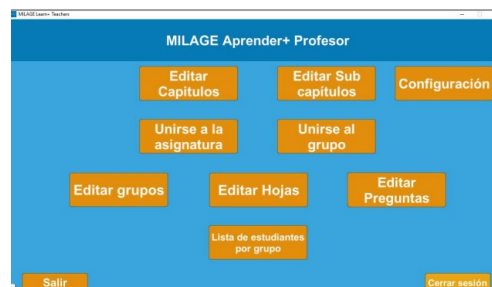 MILAGE Learn+ Teachers
MILAGE Aprender+ Profesor
Editar
Capitulos
Editar Sub
capítulos
Configuración
Unirse a la
asignatura
Unirse al
grupo
Editar grupos
Editar Hojas
Editar
Preguntas
Lista de estudiantes
por grupo
Salir
Cerrar sesión